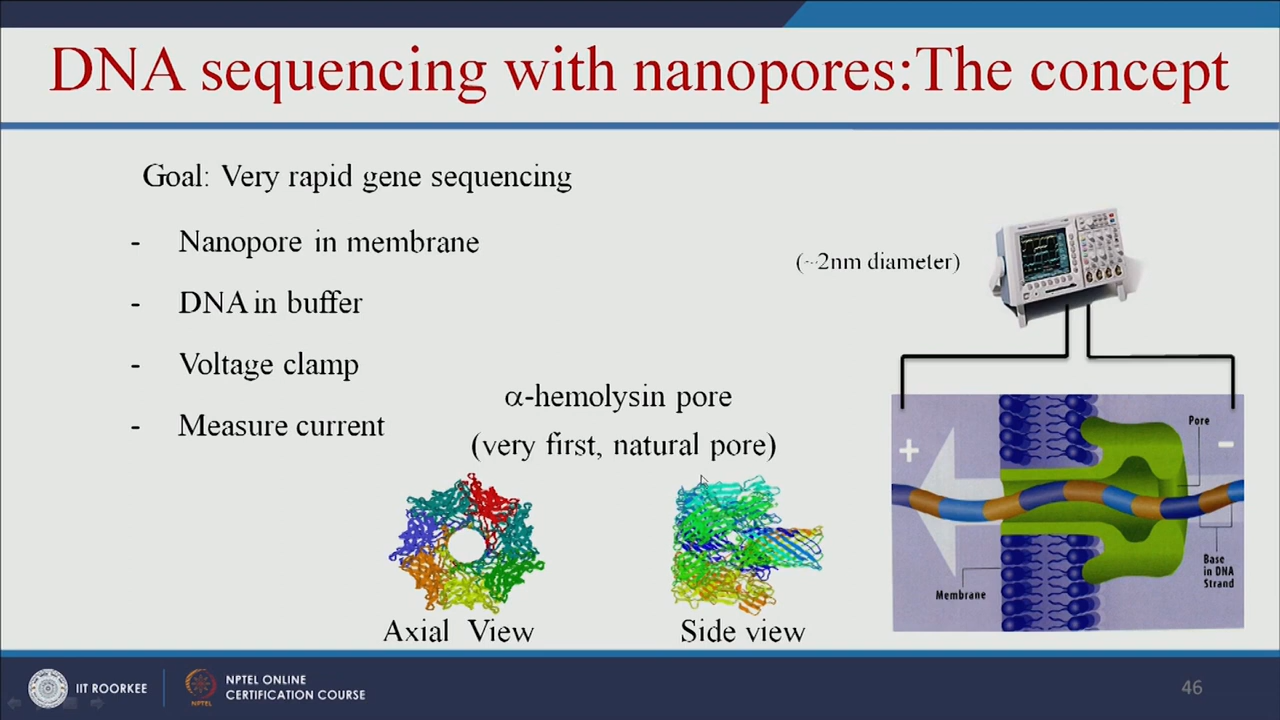 DNA sequencing with nanopores:The concept
Goal: Very rapid gene sequencing
- Nanopore in membrane
- DNA in buffer
- Voltage clamp
- Measure current
(~2nm diameter)
α-hemolysin pore
(very first, natural pore)
Axial View
Side view
Pore
+
-
Base
in DNA
Strand
Membrane
IIT ROORKEE
NPTEL
NPTEL ONLINE
CERTIFICATION COURSE
46